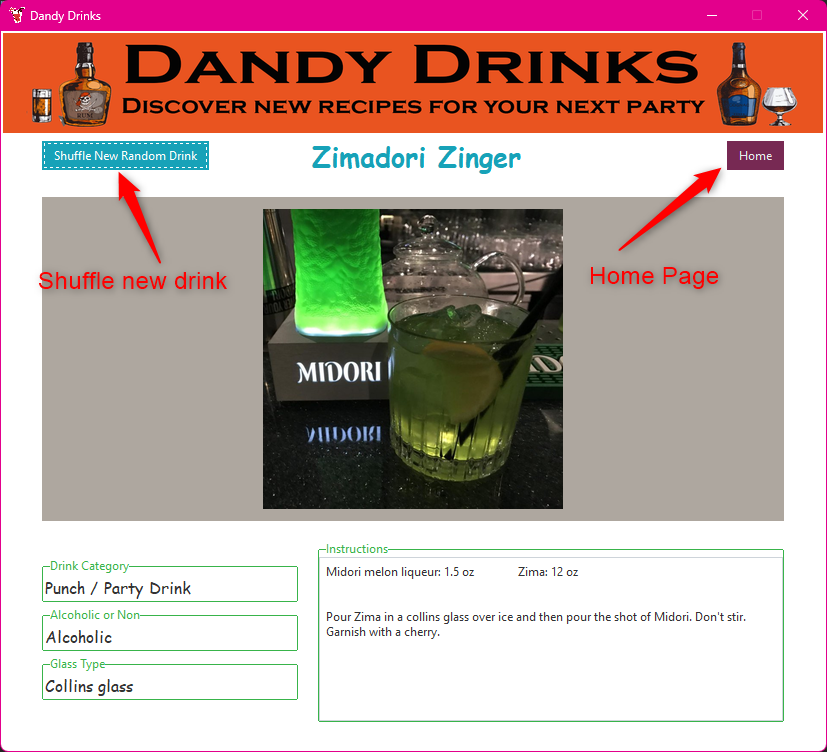 Dandy Drinks
DANDY DRINKS
DISCOVER NEW RECIPES FOR YOUR NEXT PARTY
RUM
Shuffle New Random Drink
Zimadori Zinger
Home
Shuffle new drink
Home Page
MIDORI
MIDORI
Drink Category
Punch / Party Drink
Alcoholic or Non
Alcoholic
Glass Type
Collins glass
Instructions
Midori melon liqueur: 1.5 oz Zima: 12 oz
Pour Zima in a collins glass over ice and then pour the shot of Midori. Don't stir.
Garnish with a cherry.